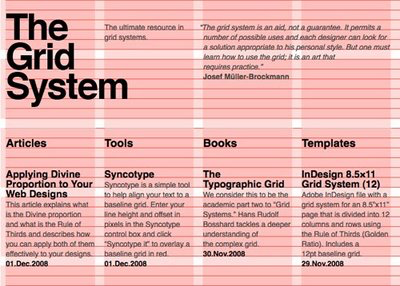 The
Grid
System
The ultimate resource in
grid systems.
"The grid system is an aid, not a guarantee. It permits a
number of possible uses and each designer can look for
a solution appropriate to his personal style. But one must
learn how to use the grid; it is an art that
requires practice."
Josef Müller-Brockmann
Articles
Tools
Books
Templates
Applying Divine
Proportion to Your
Web Designs
This article explains what
is the Divine proportion
and what is the Rule of
Thirds and describes how
you can apply both of them
effectively to your designs.
01.Dec.2008
Syncotype
Syncotype is a simple tool
to help align your text to a
baseline grid. Enter your
line height and offset in
pixels in the Syncotype
control box and click
"Syncotype it" to overlay a
baseline grid in red.
01.Dec.2008
The
Typographic Grid
We consider this to be the
academic part two to "Grid
Systems." Hans Rudolf
Bosshard tackles a deeper
understanding of
the complex grid.
30.Nov.2008
InDesign 8.5x11
Grid System (12)
Adobe InDesign file with a
grid system for an 8.5"x11"
page that is divided into 12
columns and rows using
the Rule of Thirds (Golden
Ratio). Includes a
12pt baseline grid.
29.Nov.2008